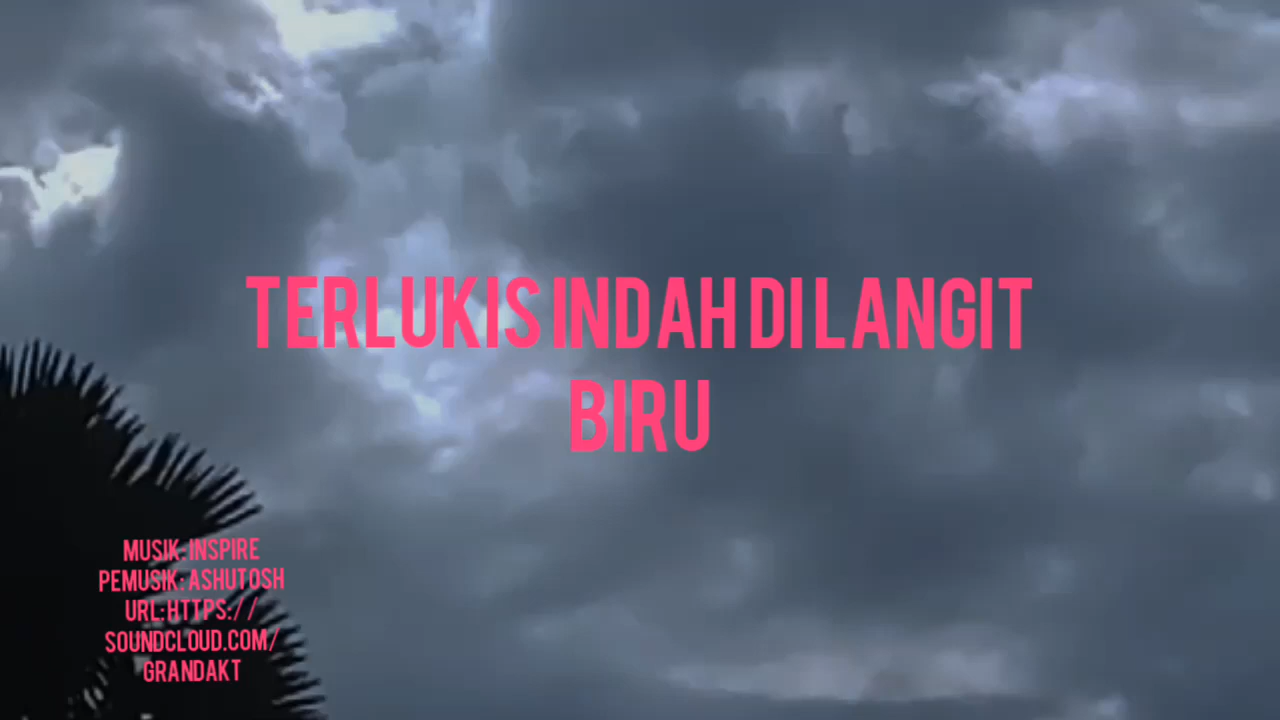 TERLUKIS INDAH DI LANGIT
BIRU
MUSIK: INSPIRE
PEMUSIK: ASHUTOSH
URL:HTTPS://
SOUNDCLOUD.COM/
GRANDAKT